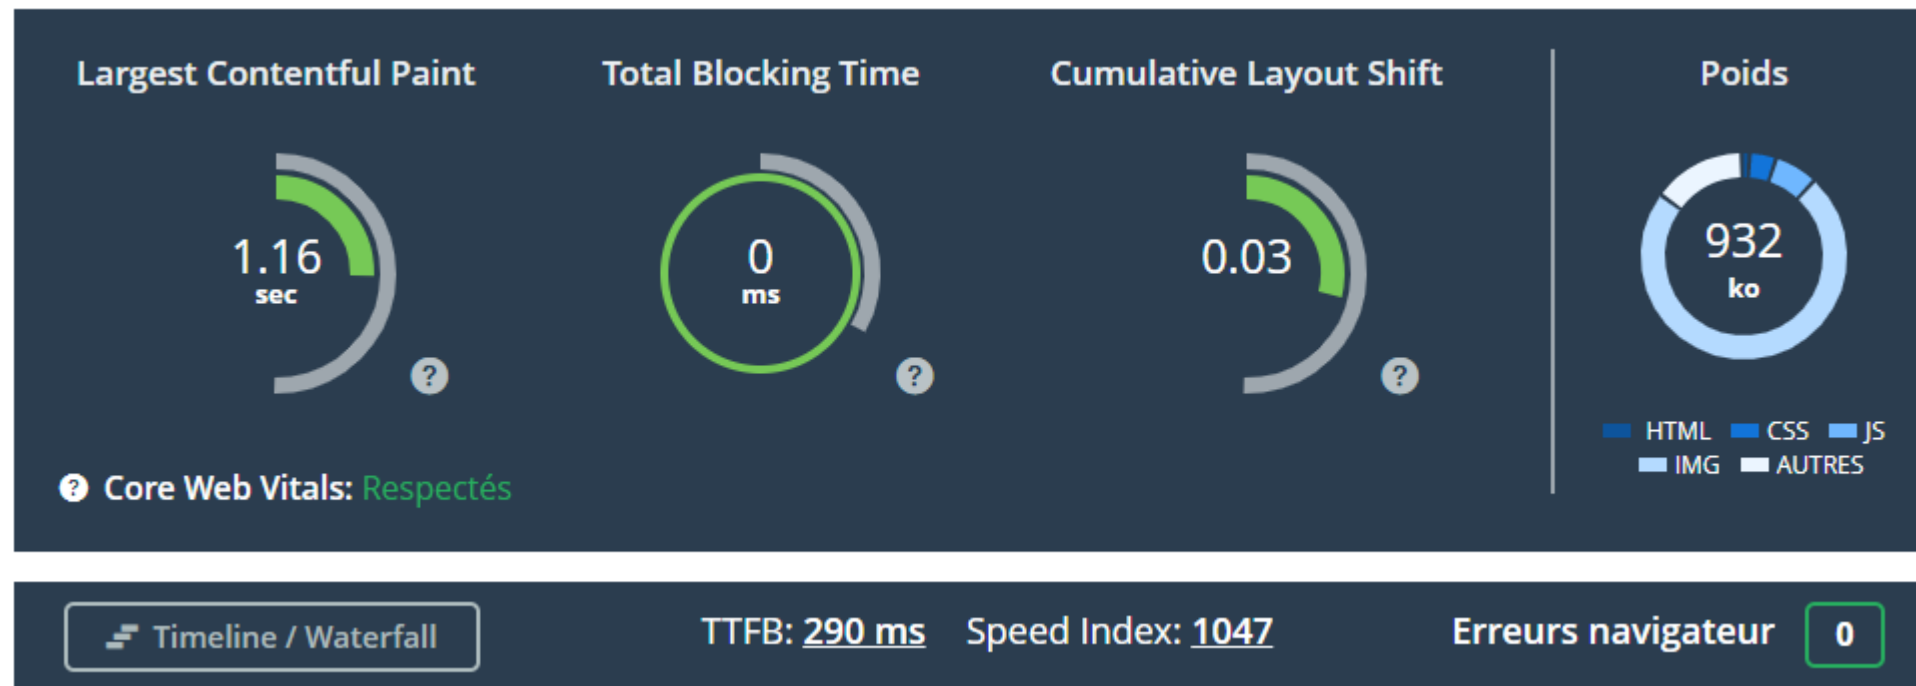 Largest Contentful Paint
Total Blocking Time
Cumulative Layout Shift
Poids
1.16
sec
?
0
ms
?
0.03
?
932
ko
HTML CSS JS
IMG AUTRES
? Core Web Vitals: Respectés
Timeline / Waterfall
TTFB: 290 ms Speed Index: 1047
Erreurs navigateur 0